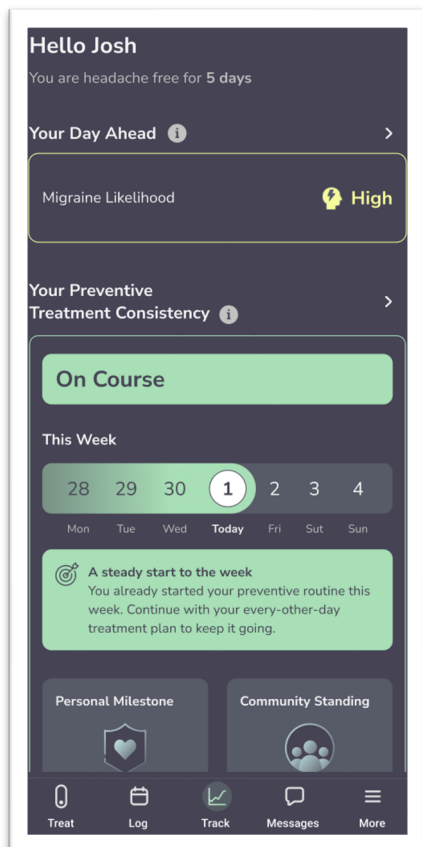 Hello Josh
You are headache free for 5 days
Your Day Ahead i
Migraine Likelihood High
Your Preventive
Treatment Consistency i
On Course
This Week
28 29 30 1 2 3 4
Mon Tue Wed Today Fri Sut Sun
A steady start to the week
You already started your preventive routine this
week. Continue with your every-other-day
treatment plan to keep it going.
Personal Milestone Community Standing
Treat Log Track Messages More